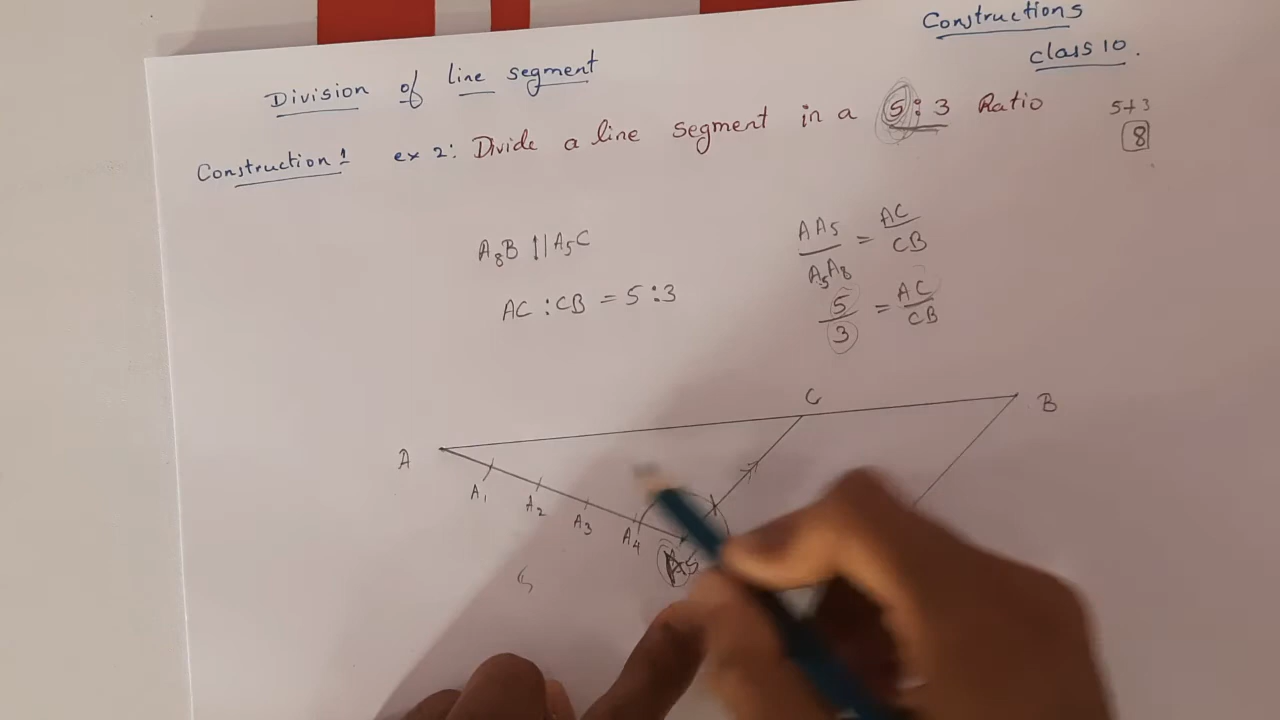 Constructions
class 10.
Division of line segment
Construction! ex 2: Divide a line segment in a 5:3 Ratio
5+3
8
A₈B || A₅C
AC : CB = 5 : 3
AA₅/A₅A₈ = AC/CB
5/3 = AC/CB
C
B
A
A₁
A₂
A₃
A₄
A₅
5